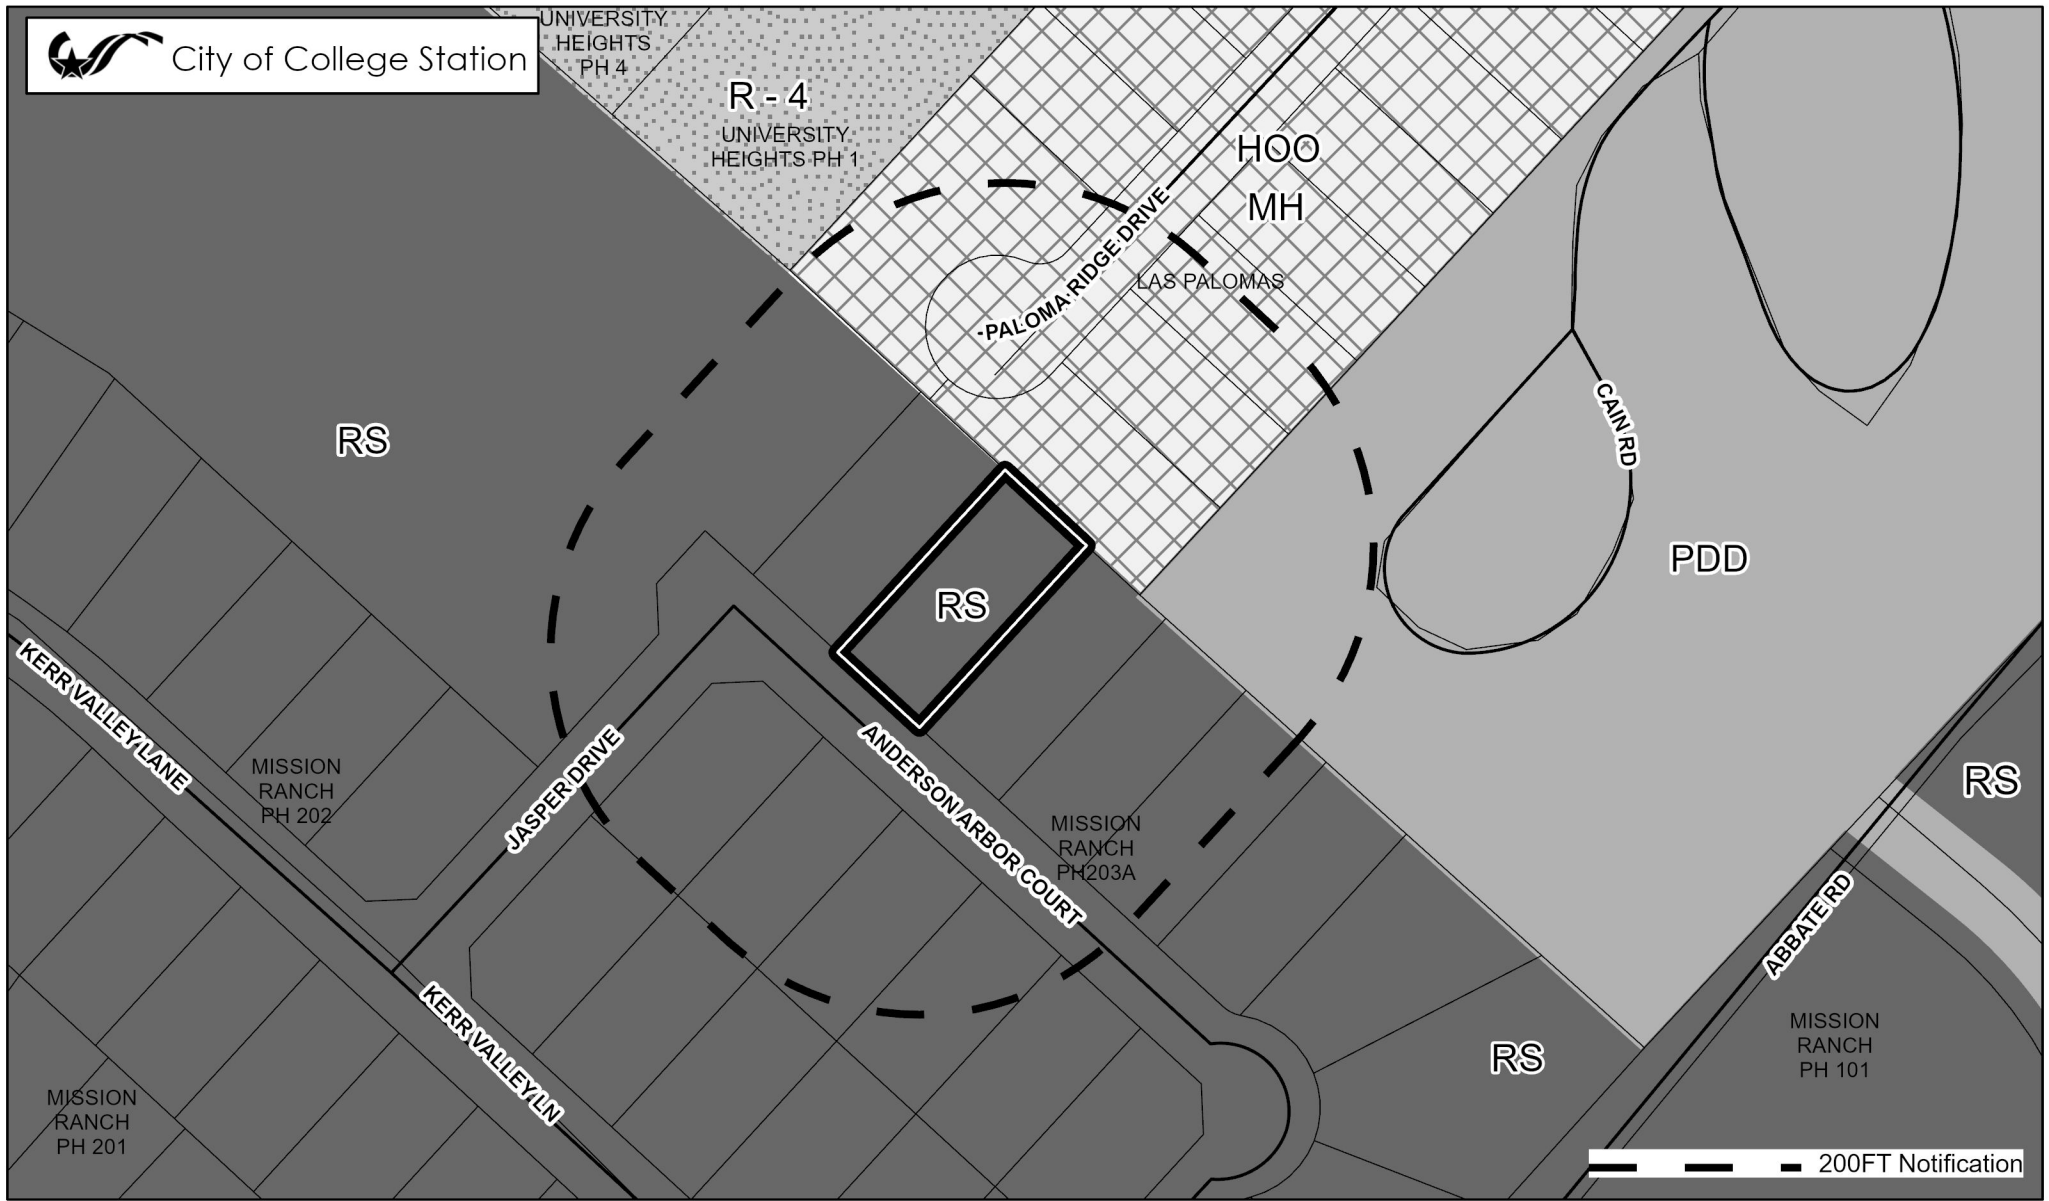 City of College Station
UNIVERSITY
HEIGHTS
PH 4
R - 4
UNIVERSITY
HEIGHTS PH 1
HOO
MH
PALOMA RIDGE DRIVE
LAS PALOMAS
CAIN RD
RS
RS
PDD
KERR VALLEY LANE
MISSION
RANCH
PH 202
JASPER DRIVE
ANDERSON ARBOR COURT
MISSION
RANCH
PH203A
RS
ABBATE RD
KERR VALLEY LN
RS
MISSION
RANCH
PH 101
MISSION
RANCH
PH 201
200FT Notification